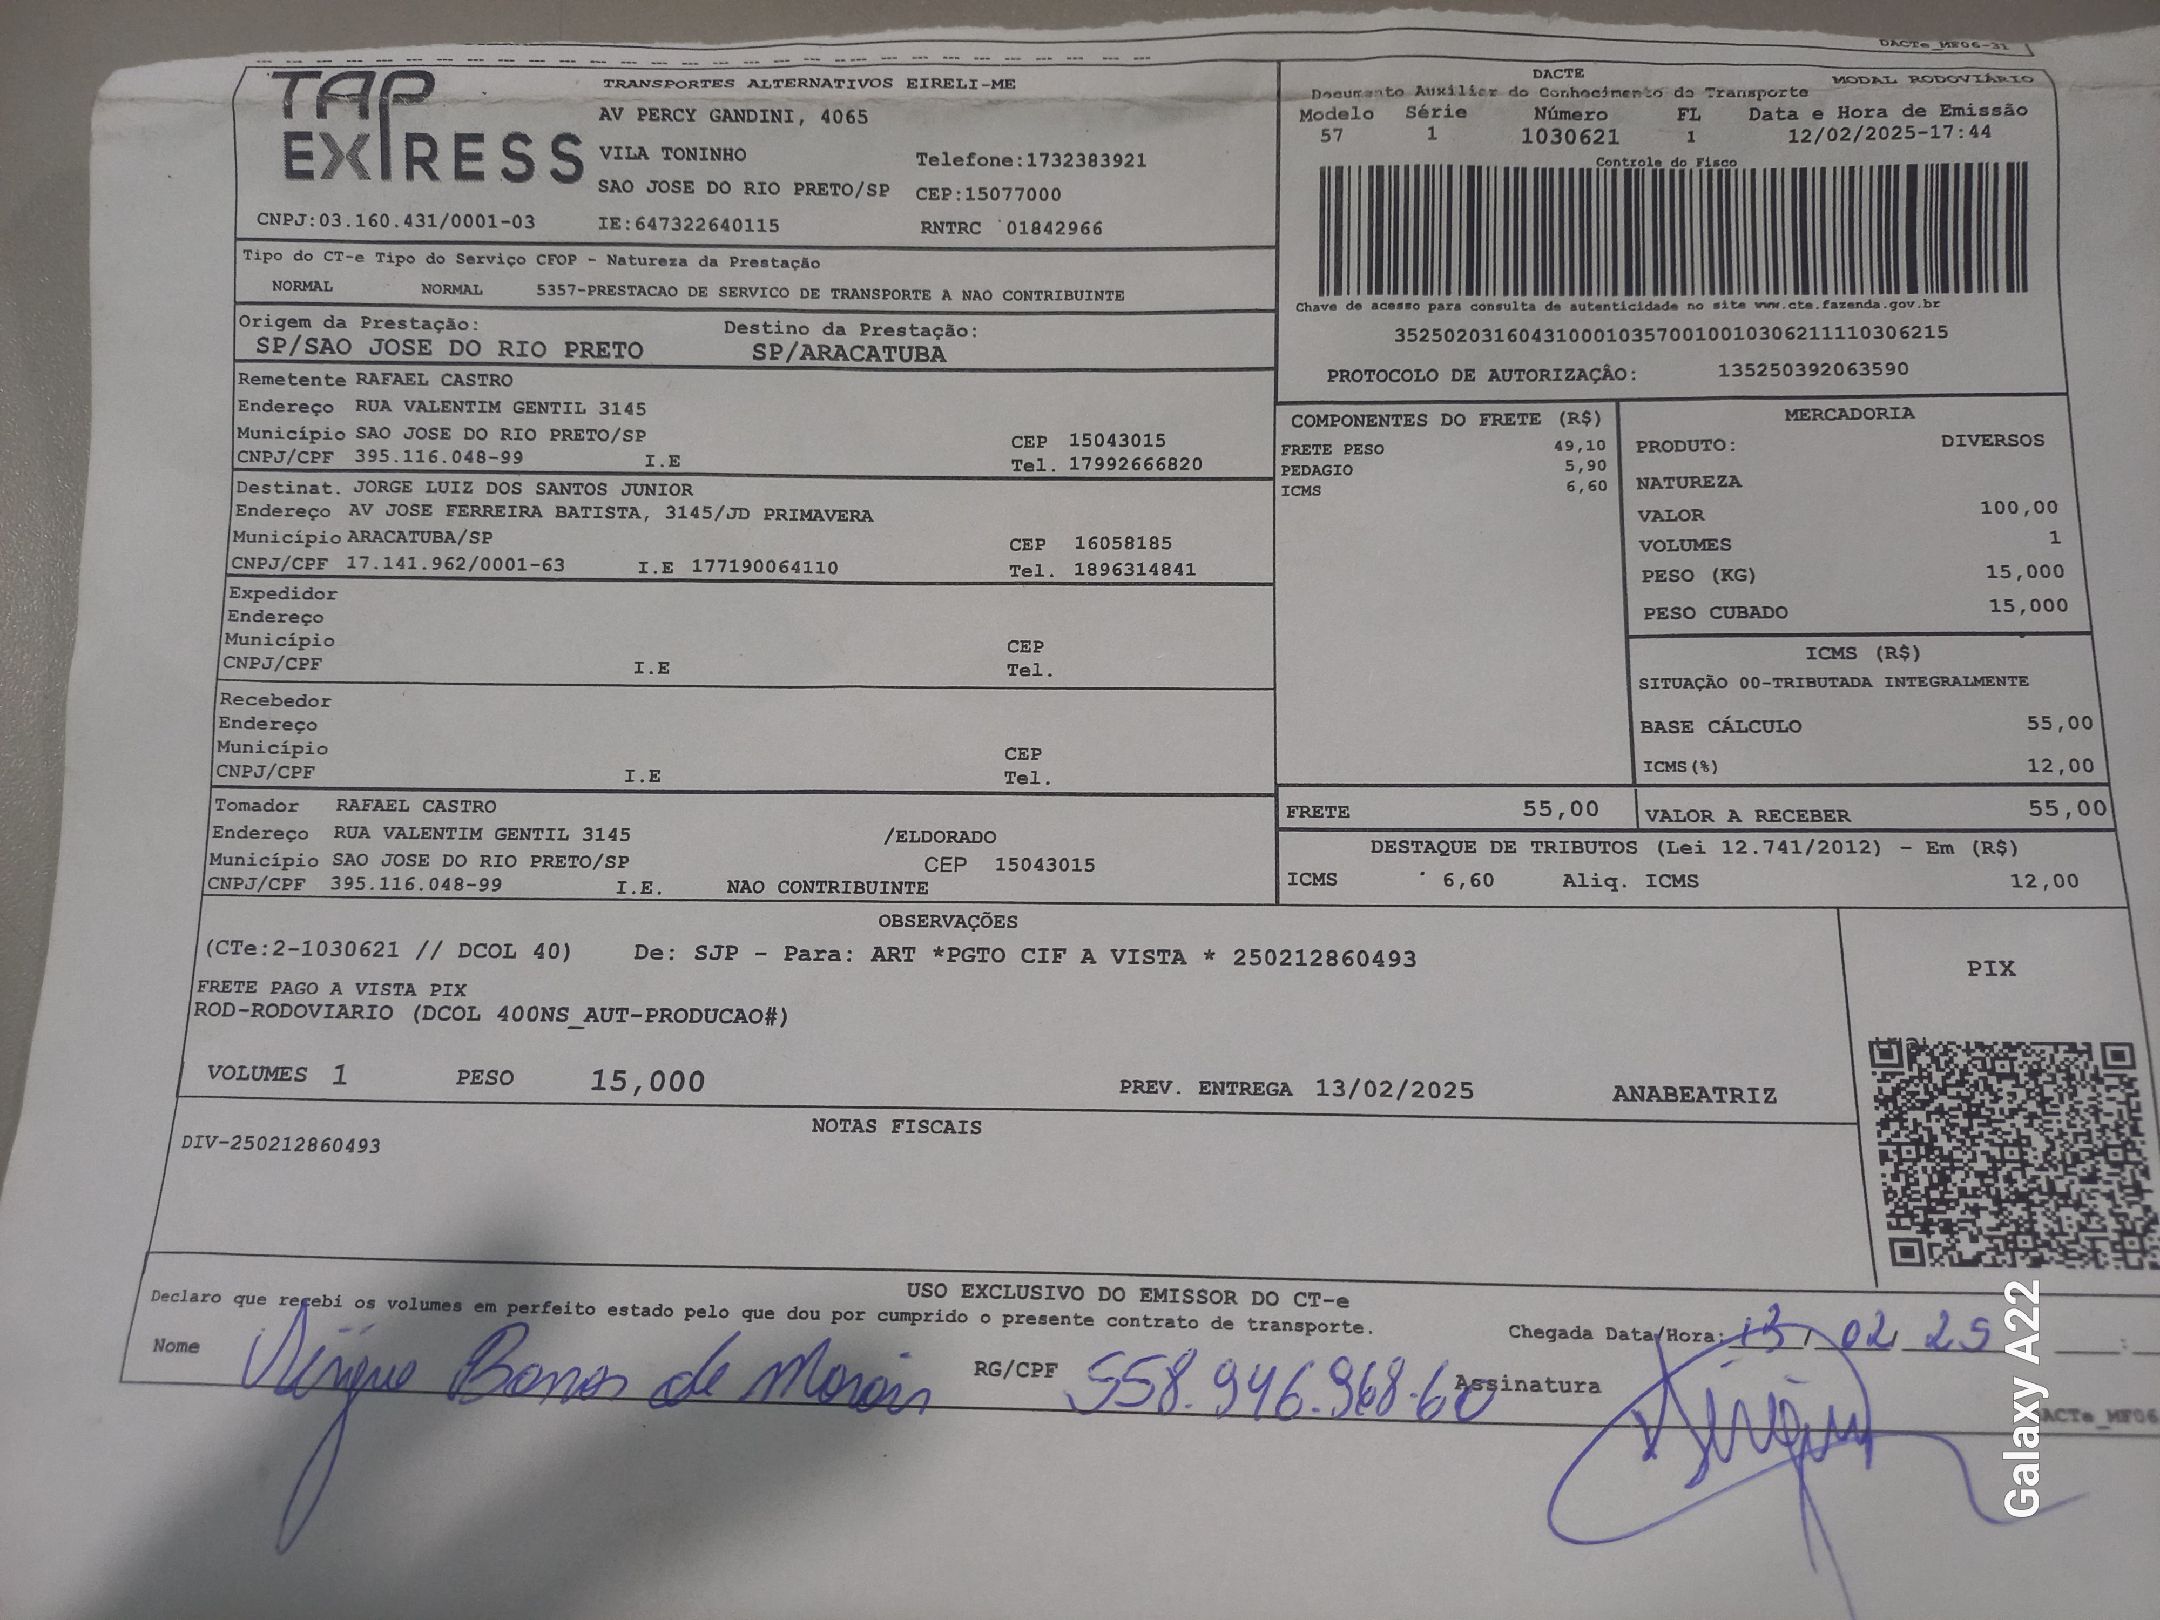 DACTe_MF06-31
TAP EXPRESS
TRANSPORTES ALTERNATIVOS EIRELI-ME
AV PERCY GANDINI, 4065
VILA TONINHO Telefone:1732383921
SAO JOSE DO RIO PRETO/SP CEP:15077000
CNPJ:03.160.431/0001-03 IE:647322640115 RNTRC 01842966
DACTE MODAL RODOVIÁRIO
Documento Auxiliar do Conhecimento do Transporte
Modelo Série Número FL Data e Hora de Emissão
57 1 1030621 1 12/02/2025-17:44
Controle do Fisco
Chave de acesso para consulta de autenticidade no site www.cte.fazenda.gov.br
35250203160431000103570010010306211110306215
PROTOCOLO DE AUTORIZAÇÃO: 135250392063590
Tipo do CT-e Tipo do Serviço CFOP - Natureza da Prestação
NORMAL NORMAL 5357-PRESTACAO DE SERVICO DE TRANSPORTE A NAO CONTRIBUINTE
Origem da Prestação: Destino da Prestação:
SP/SAO JOSE DO RIO PRETO SP/ARACATUBA
Remetente RAFAEL CASTRO
Endereço RUA VALENTIM GENTIL 3145
Município SAO JOSE DO RIO PRETO/SP CEP 15043015
CNPJ/CPF 395.116.048-99 I.E Tel. 17992666820
Destinat. JORGE LUIZ DOS SANTOS JUNIOR
Endereço AV JOSE FERREIRA BATISTA, 3145/JD PRIMAVERA
Município ARACATUBA/SP CEP 16058185
CNPJ/CPF 17.141.962/0001-63 I.E 177190064110 Tel. 1896314841
Expedidor
Endereço
Município CEP
CNPJ/CPF I.E Tel.
Recebedor
Endereço
Município CEP
CNPJ/CPF I.E Tel.
Tomador RAFAEL CASTRO
Endereço RUA VALENTIM GENTIL 3145 /ELDORADO
Município SAO JOSE DO RIO PRETO/SP CEP 15043015
CNPJ/CPF 395.116.048-99 I.E. NAO CONTRIBUINTE
COMPONENTES DO FRETE (R$)
FRETE PESO 49,10
PEDAGIO 5,90
ICMS 6,60
MERCADORIA
PRODUTO: DIVERSOS
NATUREZA
VALOR 100,00
VOLUMES 1
PESO (KG) 15,000
PESO CUBADO 15,000
ICMS (R$)
SITUAÇÃO 00-TRIBUTADA INTEGRALMENTE
BASE CÁLCULO 55,00
ICMS(%) 12,00
FRETE 55,00 VALOR A RECEBER 55,00
DESTAQUE DE TRIBUTOS (Lei 12.741/2012) - Em (R$)
ICMS 6,60 Aliq. ICMS 12,00
OBSERVAÇÕES
(CTe:2-1030621 // DCOL 40) De: SJP - Para: ART *PGTO CIF A VISTA * 250212860493
FRETE PAGO A VISTA PIX
ROD-RODOVIARIO (DCOL 400NS_AUT-PRODUCAO#)
VOLUMES 1 PESO 15,000 PREV. ENTREGA 13/02/2025 ANABEATRIZ
PIX
NOTAS FISCAIS
DIV-250212860493
USO EXCLUSIVO DO EMISSOR DO CT-e
Declaro que recebi os volumes em perfeito estado pelo que dou por cumprido o presente contrato de transporte.
Chegada Data/Hora: 13/02/25 :
Nome de Morais RG/CPF 558.946.968-60 Assinatura
Galaxy A22